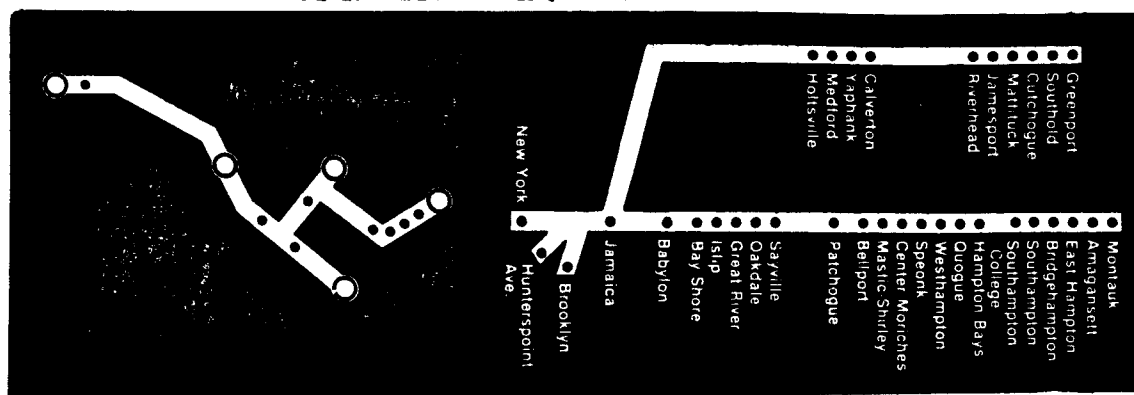 Holtsville
Medford
Yaphank
Calverton
Riverhead
Jamesport
Mattituck
Cutchogue
Southold
Greenport
New York
Hunterspoint
Ave.
Brooklyn
Jamaica
Babylon
Bay Shore
Islip
Great River
Oakdale
Sayville
Patchogue
Bellport
Mastic-Shirley
Center Moriches
Speonk
Westhampton
Quogue
Hampton Bays
Southampton
College
Southampton
Bridgehampton
East Hampton
Amagansett
Montauk